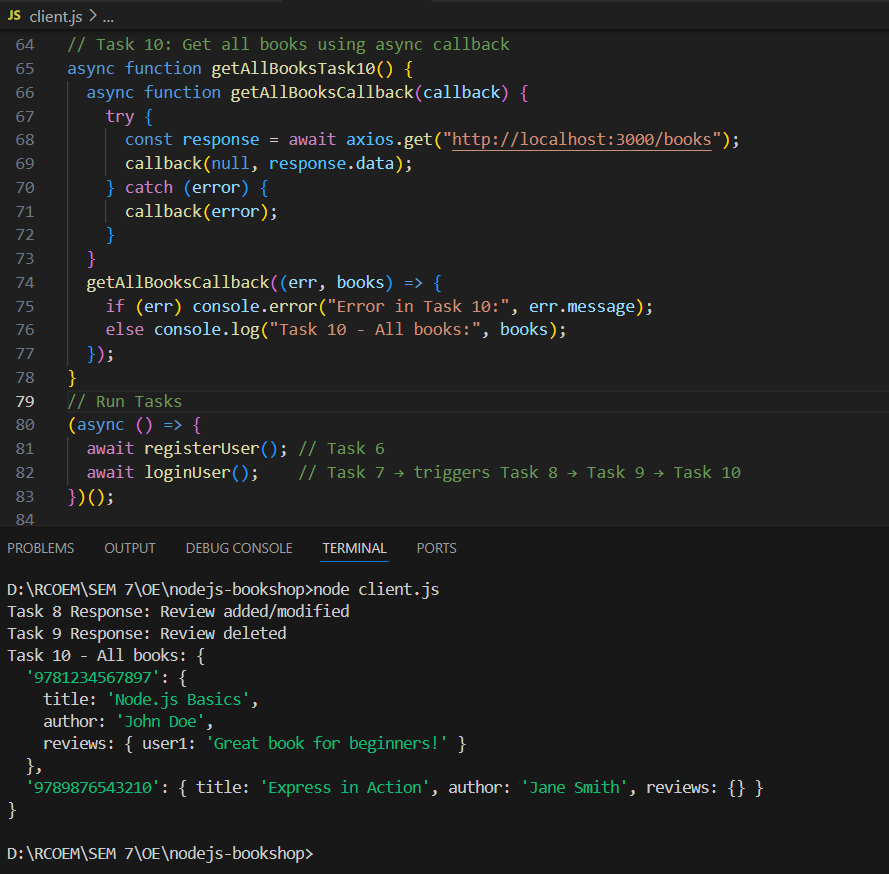 JS client.js > ...
64 // Task 10: Get all books using async callback
65 async function getAllBooksTask10() {
66   async function getAllBooksCallback(callback) {
67     try {
68       const response = await axios.get("http://localhost:3000/books");
69       callback(null, response.data);
70     } catch (error) {
71       callback(error);
72     }
73   }
74   getAllBooksCallback((err, books) => {
75     if (err) console.error("Error in Task 10:", err.message);
76     else console.log("Task 10 - All books:", books);
77   });
78 }
79 // Run Tasks
80 (async () => {
81   await registerUser(); // Task 6
82   await loginUser();    // Task 7 → triggers Task 8 → Task 9 → Task 10
83 })();
84
PROBLEMS OUTPUT DEBUG CONSOLE TERMINAL PORTS
D:\RCOEM\SEM 7\OE\nodejs-bookshop>node client.js
Task 8 Response: Review added/modified
Task 9 Response: Review deleted
Task 10 - All books: {
  '9781234567897': {
    title: 'Node.js Basics',
    author: 'John Doe',
    reviews: { user1: 'Great book for beginners!' }
  },
  '9789876543210': { title: 'Express in Action', author: 'Jane Smith', reviews: {} }
}
D:\RCOEM\SEM 7\OE\nodejs-bookshop>